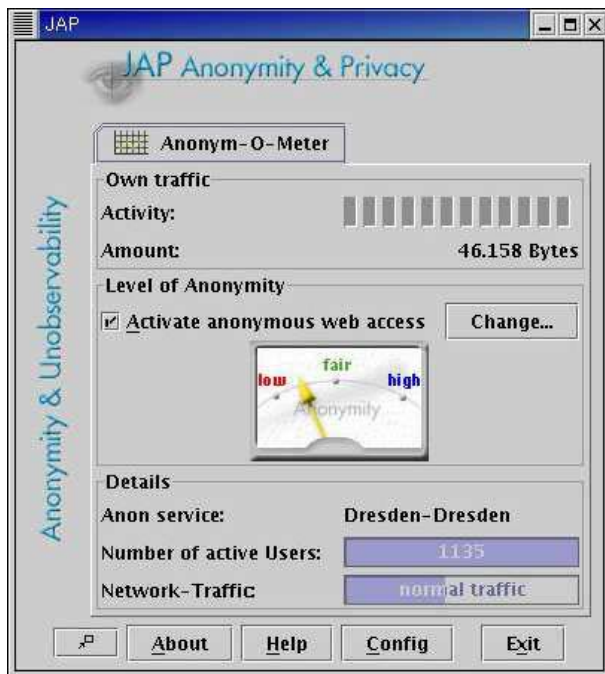 JAP
JAP Anonymity & Privacy
Anonymity & Unobservability
Anonym-O-Meter
Own traffic
Activity:
Amount: 46.158 Bytes
Level of Anonymity
Activate anonymous web access Change...
low fair high
Anonymity
Details
Anon service: Dresden-Dresden
Number of active Users: 1135
Network-Traffic: normal traffic
About Help Config Exit